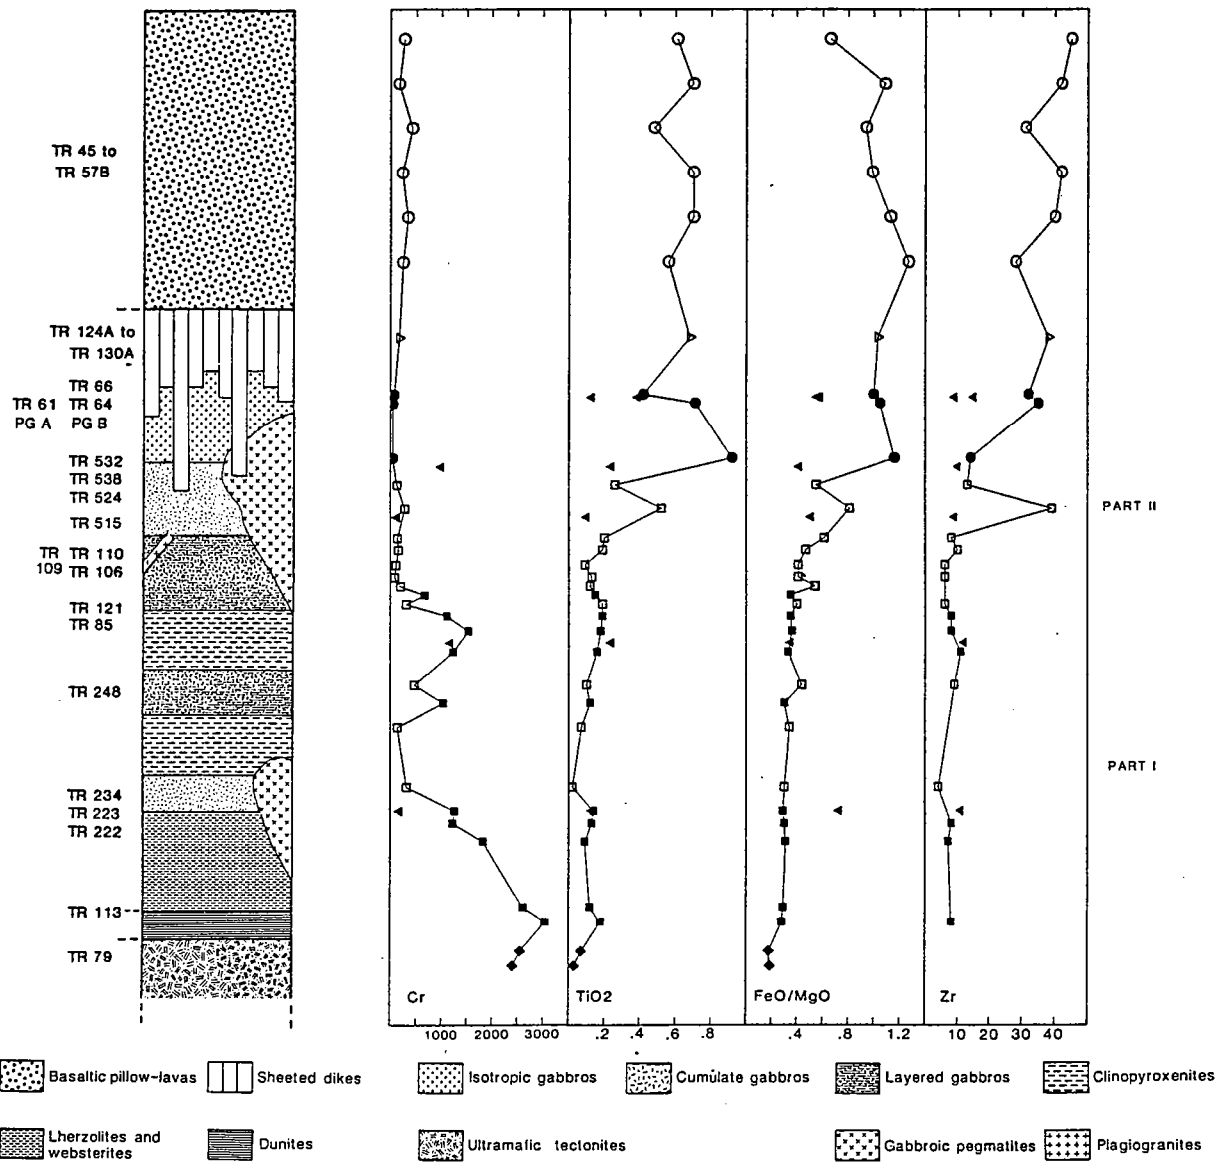 TR 45 to
TR 57B
TR 124A to
TR 130A
TR 66
TR 61 TR 64
PG A PG B
TR 532
TR 538
TR 524
TR 515
TR TR 110
109 TR 106
TR 121
TR 85
TR 248
TR 234
TR 223
TR 222
TR 113
TR 79
PART II
PART I
Cr TiO2 FeO/MgO Zr
1000 2000 3000 .2 .4 .6 .8 .4 .8 1.2 10 20 30 40
Basaltic pillow-lavas Sheeted dikes Isotropic gabbros Cumulate gabbros Layered gabbros Clinopyroxenites
Lherzolites and
websterites Dunites Ultramafic tectonites Gabbroic pegmatites Plagiogranites